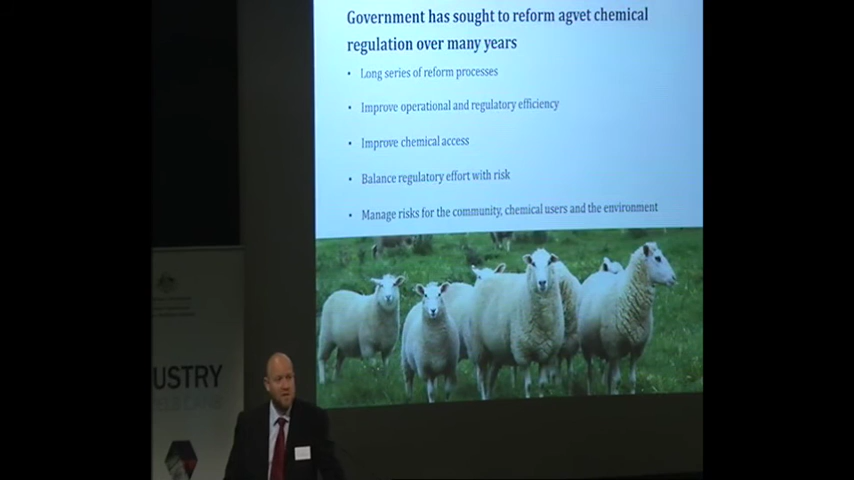 Government has sought to reform agvet chemical
regulation over many years
• Long series of reform processes
• Improve operational and regulatory efficiency
• Improve chemical access
• Balance regulatory effort with risk
• Manage risks for the community, chemical users and the environment
USTRY